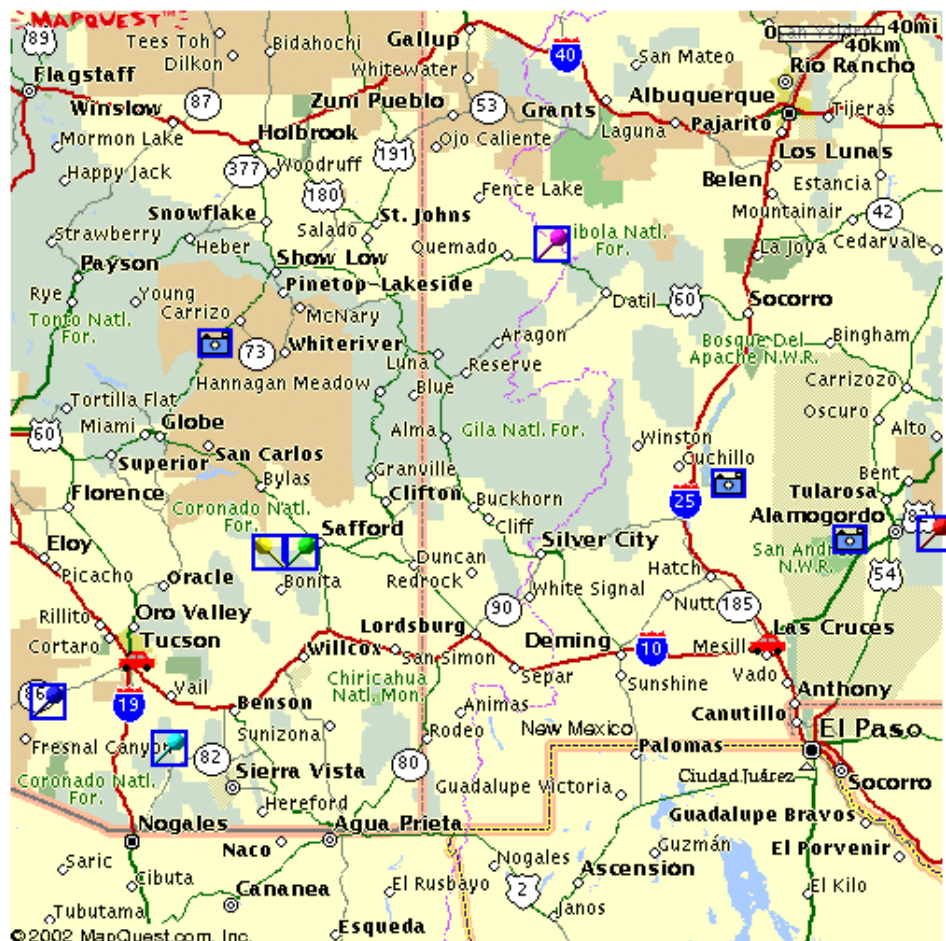 MAPQUEST
89
Tees Toh
Bidahochi
Gallup
40
San Mateo
0
40mi
40km
Dilkon
Whitewater
Rio Rancho
Flagstaff
87
Winslow
Zuni Pueblo
53
Grants
Albuquerque
Tijeras
Mormon Lake
Holbrook
191
Ojo Caliente
Laguna
Pajarito
Happy Jack
377
Woodruff
180
Fence Lake
Los Lunas
Belen
Estancia
Snowflake
St. Johns
Mountainair
42
Strawberry
Heber
Salado
Quemado
ibola Natl.
For.
La Joya
Cedarvale
Payson
Show Low
Rye
Young
Pinetop-Lakeside
Datil
60
Socorro
Tonto Natl.
For.
Carrizo
McNary
73
Whiteriver
Aragon
Bosque Del
Apache N.W.R.
Bingham
Luna
Reserve
Hannagan Meadow
Blue
Carrizozo
Tortilla Flat
Oscuro
Miami
Globe
60
Alma
Gila Natl. For.
Winston
Alto
Superior
San Carlos
Cuchillo
Bylas
Granville
Bent
Florence
Clifton
Buckhorn
25
Tularosa
Coronado Natl.
For.
Safford
Cliff
Alamogordo
Eloy
Silver City
San Andr
N.W.R.
Picacho
Oracle
Bonita
Duncan
Redrock
Hatch
54
White Signal
Rillito
Oro Valley
90
Nutt
185
Cortaro
Tucson
Lordsburg
Deming
10
Mesill
Las Cruces
Willcox
San Simon
86
19
Vail
Chiricahua
Natl. Mon.
Separ
Sunshine
Vado
Anthony
Benson
Animas
Canutillo
Fresnal Canyon
Sunizona
Rodeo
New Mexico
Palomas
El Paso
82
80
Coronado Natl.
For.
Sierra Vista
Ciudad Juárez
Socorro
Hereford
Guadalupe Victoria
Nogales
Agua Prieta
Guadalupe Bravos
Naco
Guzmán
El Porvenir
Saric
Nogales
Ascension
Cibuta
Cananea
El Rusbayo
2
El Kilo
Tubutama
Janos
Esqueda
©2002 MapQuest.com, Inc.